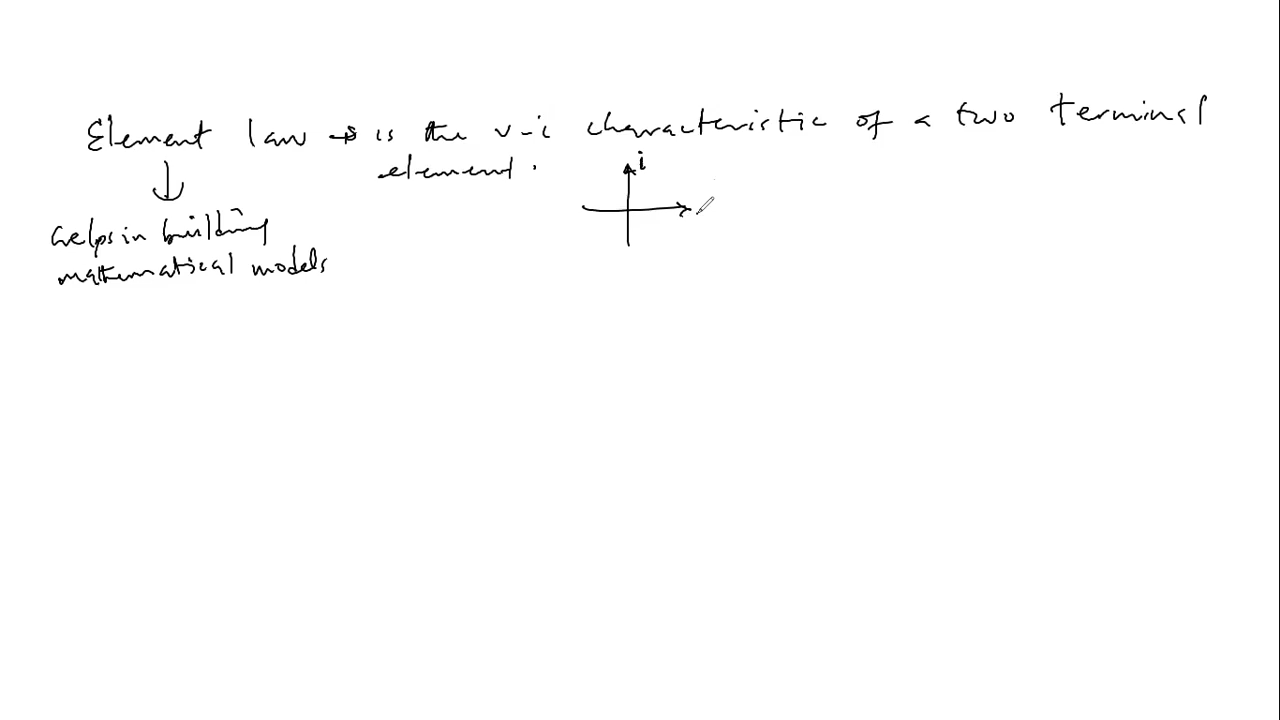 Element law → is the v-i characteristic of a two terminal
element.
i
helps in building
mathematical models